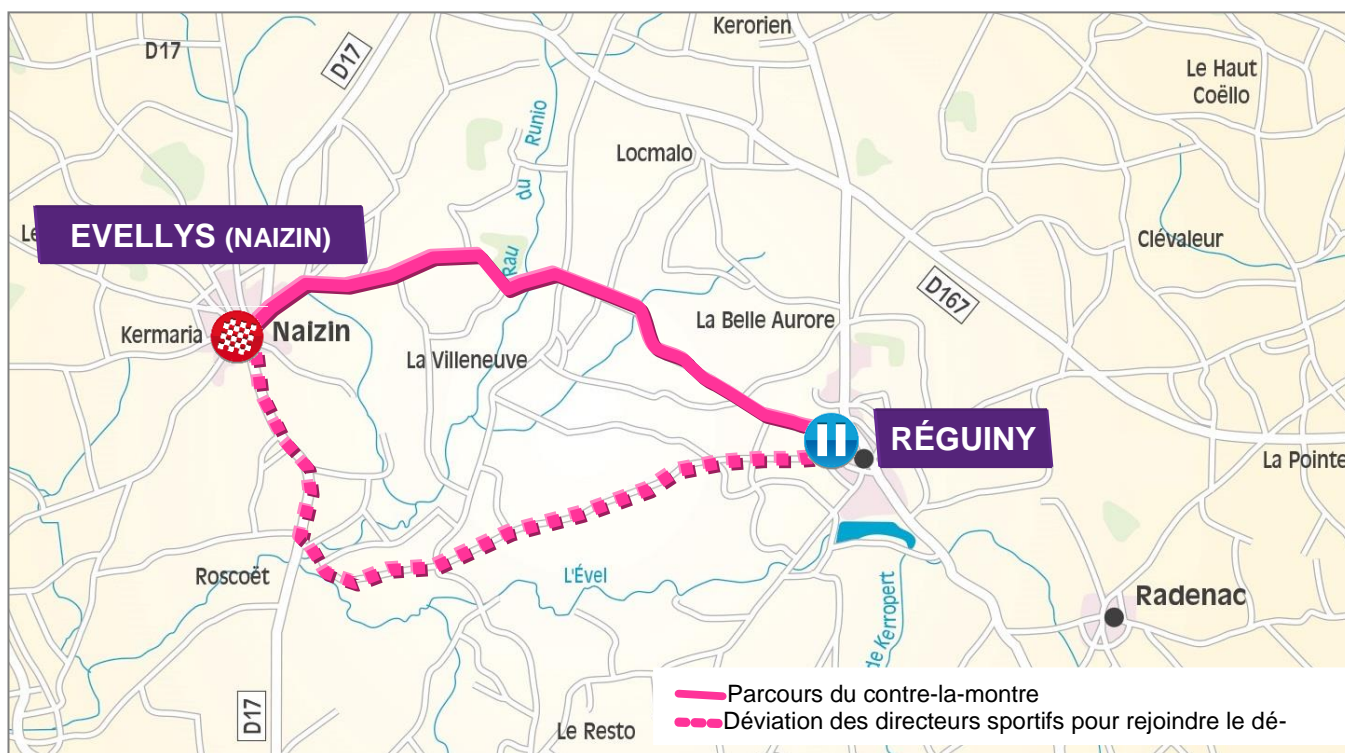 Kerorien
D17
D17
Le Haut
Coëllo
Rau du Runio
Locmalo
EVELLYS (NAIZIN)
Clévaleur
D167
La Belle Aurore
Kermaria
Naizin
La Villeneuve
RÉGUINY
La Pointe
Roscoët
L'Ével
de Kerropert
Radenac
D17
Le Resto
Parcours du contre-la-montre
Déviation des directeurs sportifs pour rejoindre le dé-